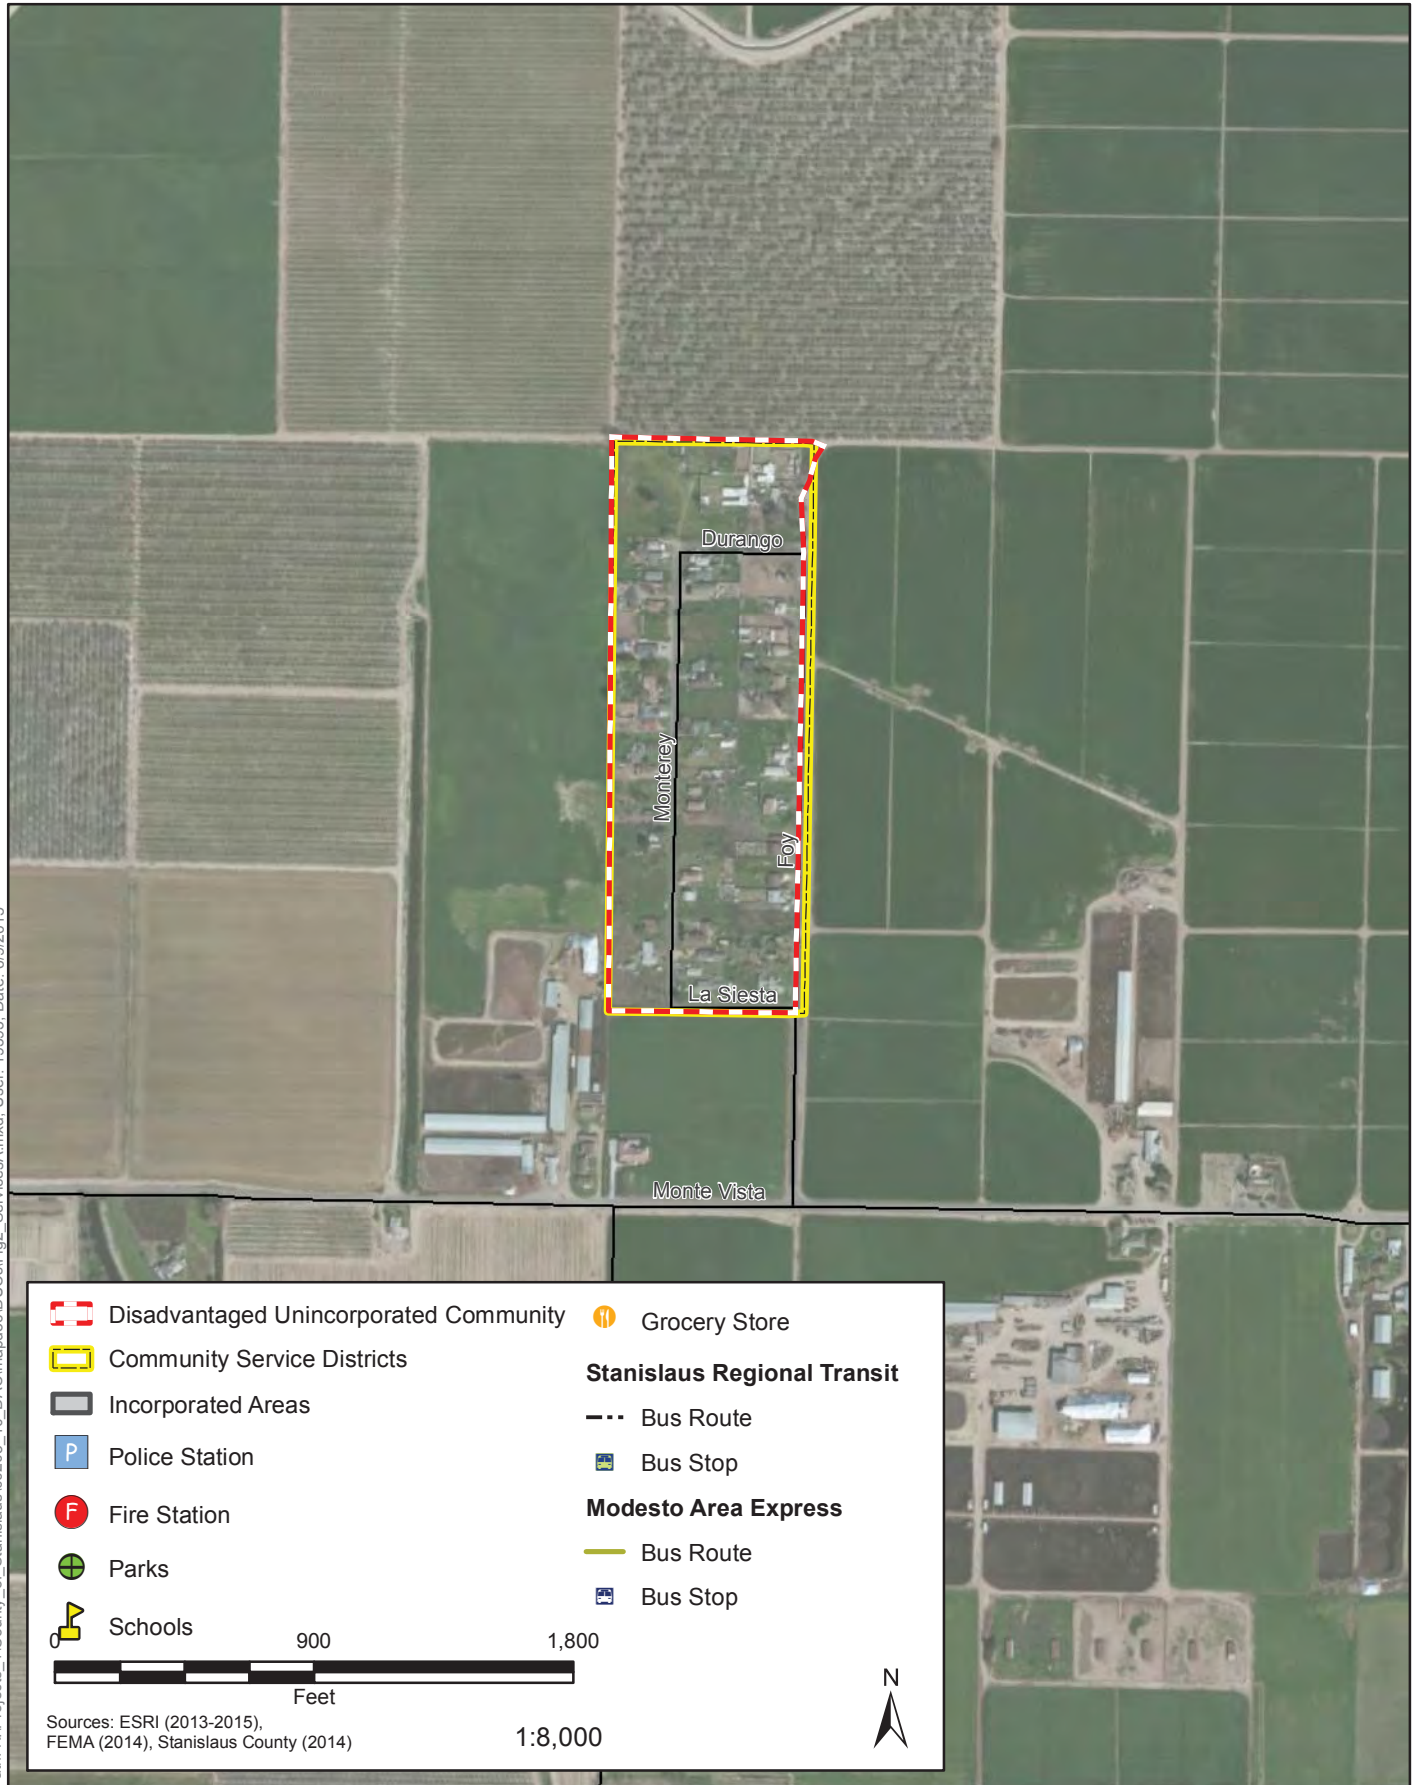 Durango
Monterey
Foy
La Siesta
Monte Vista
Disadvantaged Unincorporated Community
Community Service Districts
Incorporated Areas
P
Police Station
F
Fire Station
Parks
Schools
Grocery Store
Stanislaus Regional Transit
Bus Route
Bus Stop
Modesto Area Express
Bus Route
Bus Stop
0 900 1,800
Feet
Sources: ESRI (2013-2015),
FEMA (2014), Stanislaus County (2014)
1:8,000
N